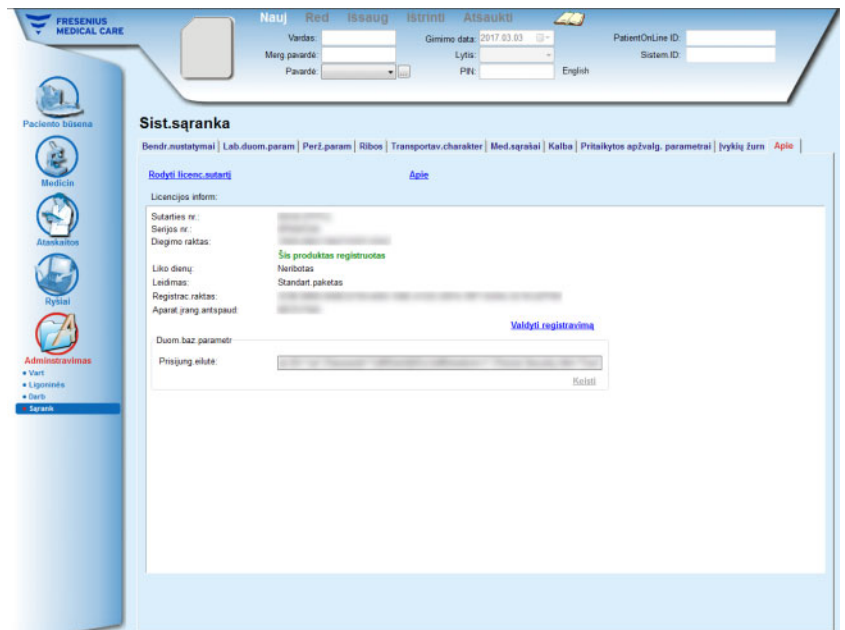 FRESENIUS
MEDICAL CARE
Nauj Red Issaug Ištrinti Atšaukti
Vardas: Gimimo data: 2017.03.03 PatientOnLine ID:
Merg.pavardė: Lytis: Sistem.ID:
Pavardė: ... PIN: English
Paciento būsena
Medicin
Ataskaitos
Ryšiai
Adminstravimas
Vart
Ligoninės
Darb
Sąrank
Sist.sąranka
Bendr.nustatymai Lab.duom.param Perž.param Ribos Transportav.charakter Med.sąrašai Kalba Pritaikytos apžvalg. parametrai Įvykių žurn Apie
Rodyti licenc.sutartį Apie
Licencijos inform:
Sutarties nr.:
Serijos nr.:
Diegimo raktas:
Šis produktas registruotas
Liko dienų: Neribotas
Leidimas: Standart.paketas
Registrac.raktas:
Aparat.įrang.antspaud:
Valdyti registravimą
Duom.baz.parametr
Prisijung.eilutė:
Keisti